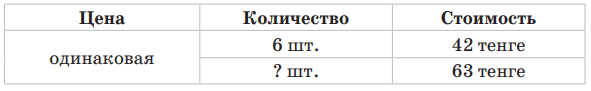 Цена Количество Стоимость
одинаковая 6 шт. 42 тенге
? шт. 63 тенге